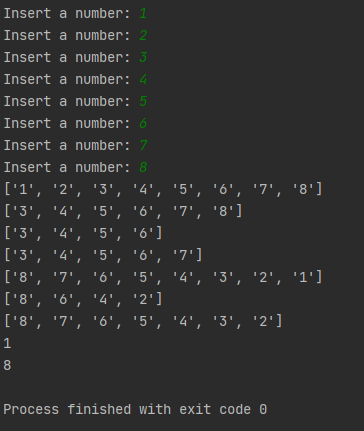 Insert a number: 1
Insert a number: 2
Insert a number: 3
Insert a number: 4
Insert a number: 5
Insert a number: 6
Insert a number: 7
Insert a number: 8
['1', '2', '3', '4', '5', '6', '7', '8']
['3', '4', '5', '6', '7', '8']
['3', '4', '5', '6']
['3', '4', '5', '6', '7']
['8', '7', '6', '5', '4', '3', '2', '1']
['8', '6', '4', '2']
['8', '7', '6', '5', '4', '3', '2']
1
8
Process finished with exit code 0